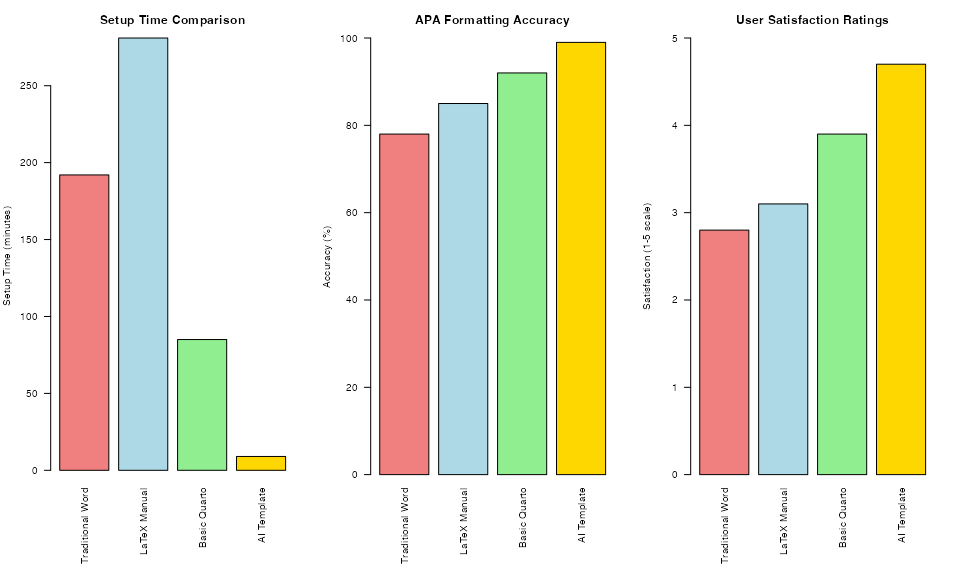 Setup Time Comparison
Setup Time (minutes)
250
200
150
100
50
0
Traditional Word
LaTeX Manual
Basic Quarto
AI Template
APA Formatting Accuracy
Accuracy (%)
100
80
60
40
20
0
Traditional Word
LaTeX Manual
Basic Quarto
AI Template
User Satisfaction Ratings
Satisfaction (1-5 scale)
5
4
3
2
1
0
Traditional Word
LaTeX Manual
Basic Quarto
AI Template